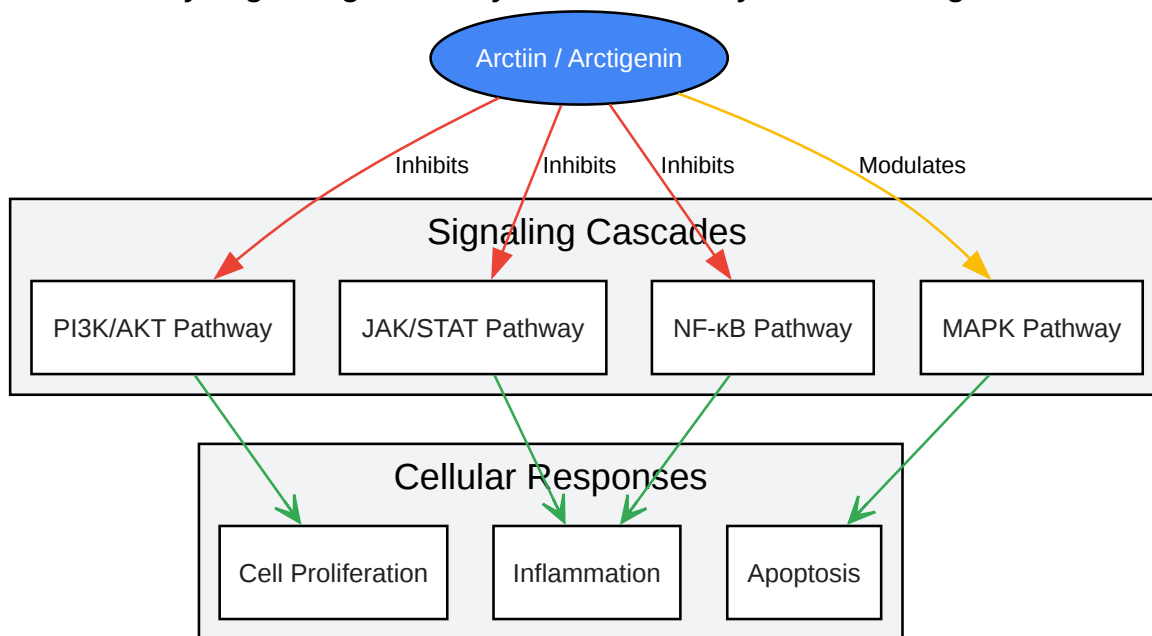 Arctiin / Arctigenin
Inhibits
Inhibits
Inhibits
Modulates
Signaling Cascades
PI3K/AKT Pathway
JAK/STAT Pathway
NF-κB Pathway
MAPK Pathway
Cellular Responses
Cell Proliferation
Inflammation
Apoptosis